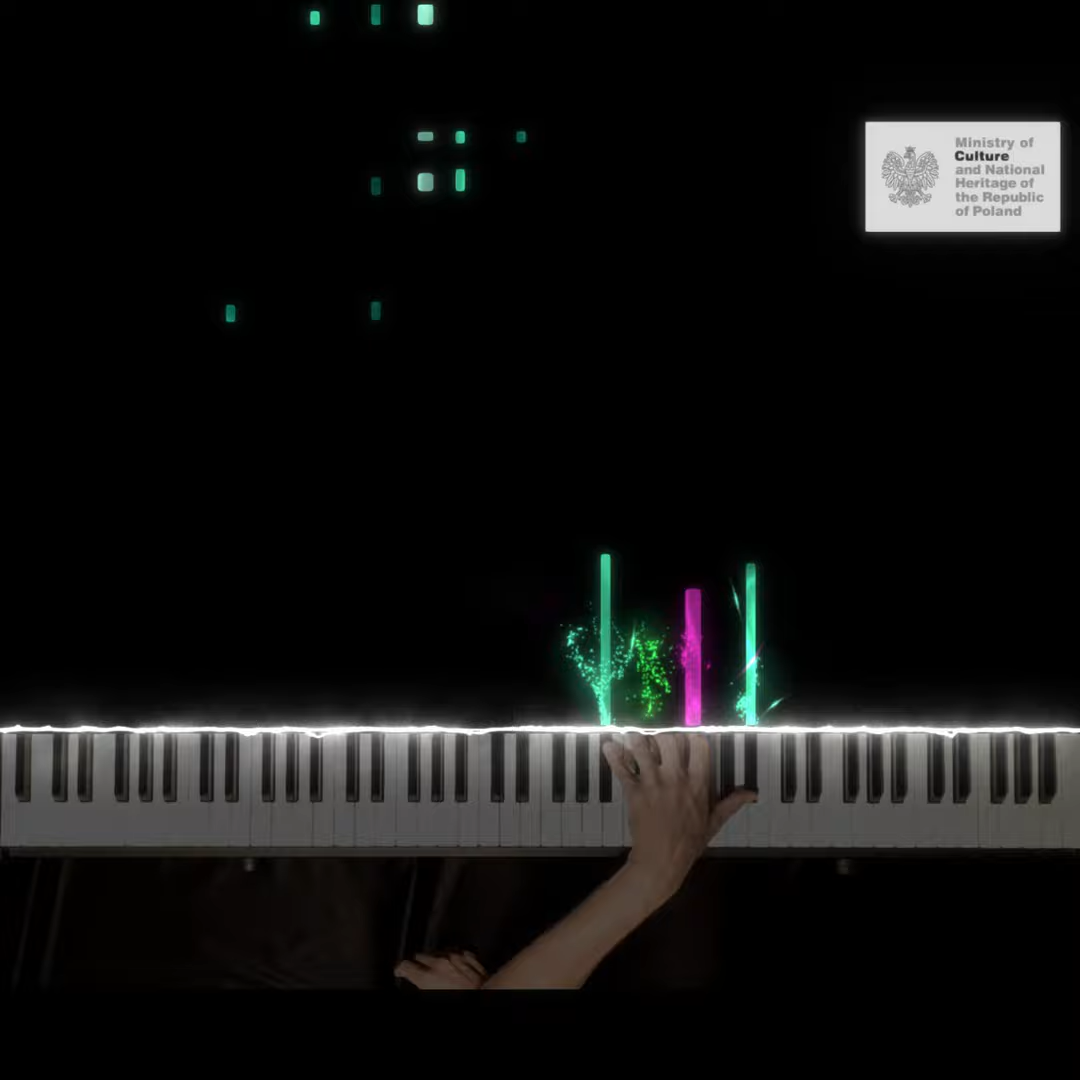 Ministry of
Culture
and National
Heritage of
the Republic
of Poland